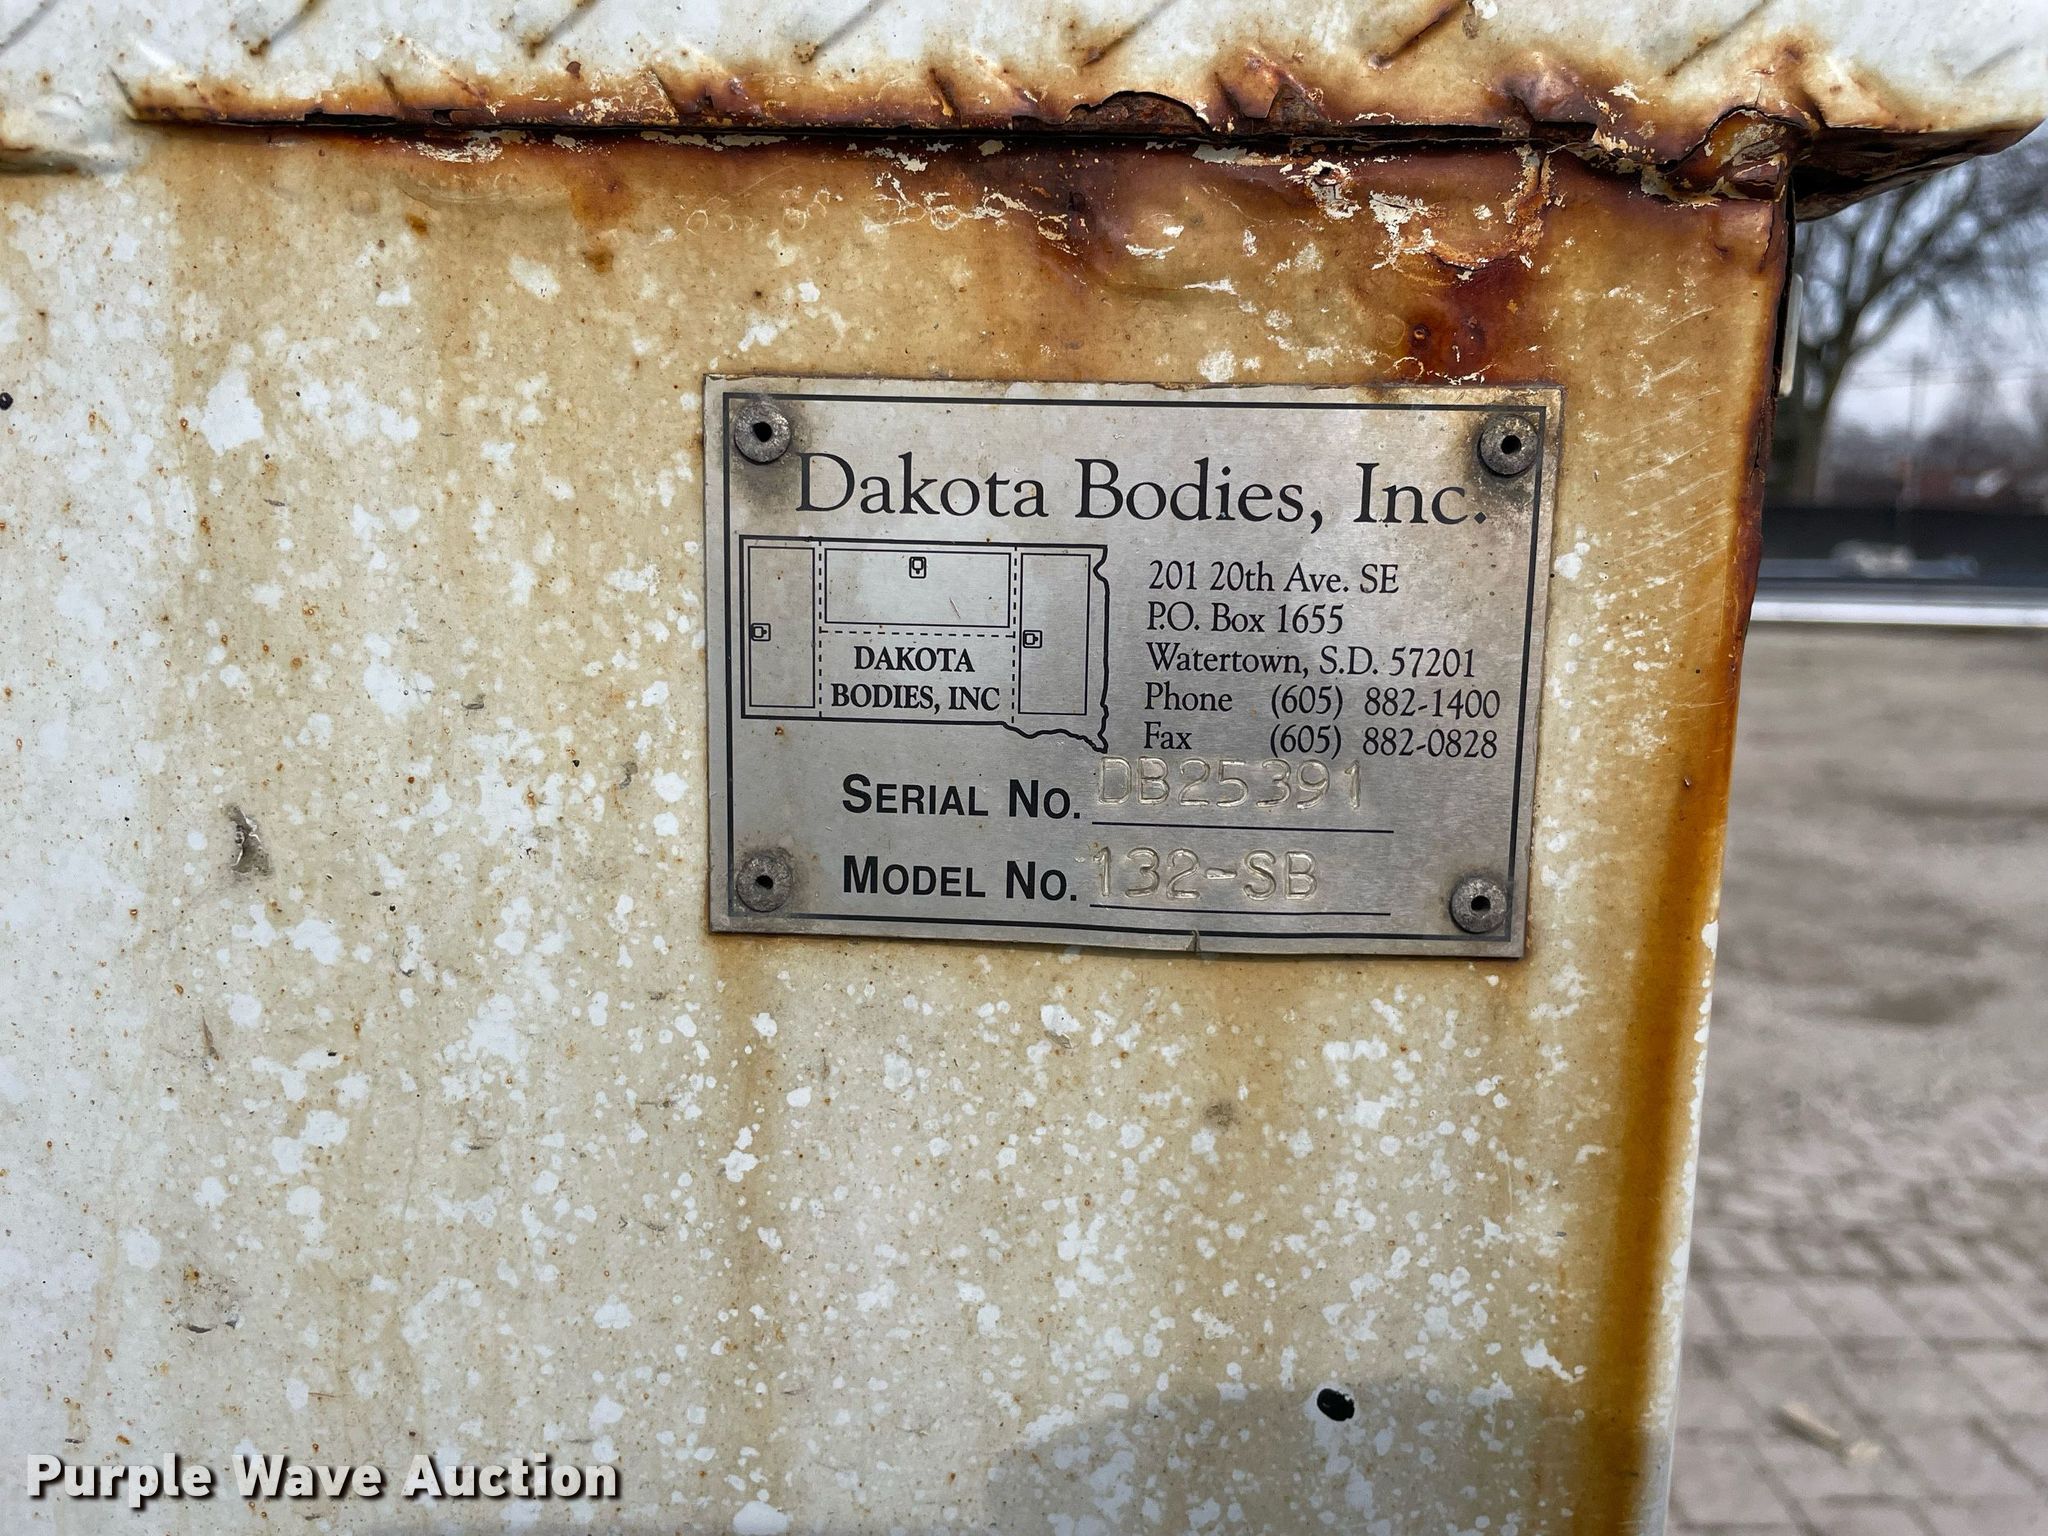 Dakota Bodies, Inc.
DAKOTA
BODIES, INC
201 20th Ave. SE
P.O. Box 1655
Watertown, S.D. 57201
Phone (605) 882-1400
Fax (605) 882-0828
SERIAL NO. DB25391
MODEL NO. 132-SB
Purple Wave Auction